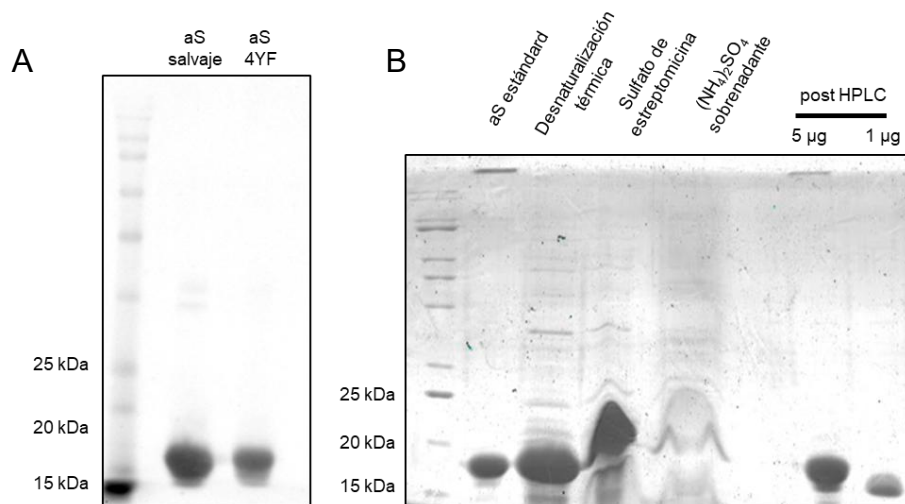 A
aS
salvaje
aS
4YF
25 kDa
20 kDa
15 kDa
B
aS estándard
Desnaturalización
térmica
Sulfato de
estreptomicina
(NH₄)₂SO₄
sobrenadante
post HPLC
5 µg
1 µg
25 kDa
20 kDa
15 kDa